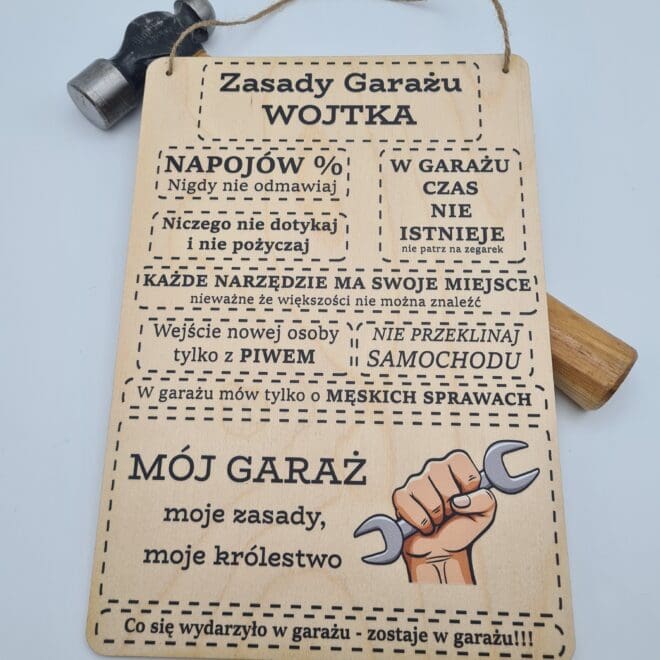 Zasady Garażu
WOJTKA
NAPOJÓW %
Nigdy nie odmawiaj
W GARAŻU
CZAS
NIE
ISTNIEJE
nie patrz na zegarek
Niczego nie dotykaj
i nie pożyczaj
KAŻDE NARZĘDZIE MA SWOJE MIEJSCE
nieważne że większości nie można znaleźć
Wejście nowej osoby
tylko z PIWEM
NIE PRZEKLINAJ
SAMOCHODU
W garażu mów tylko o MĘSKICH SPRAWACH
MÓJ GARAŻ
moje zasady,
moje królestwo
Co się wydarzyło w garażu - zostaje w garażu!!!